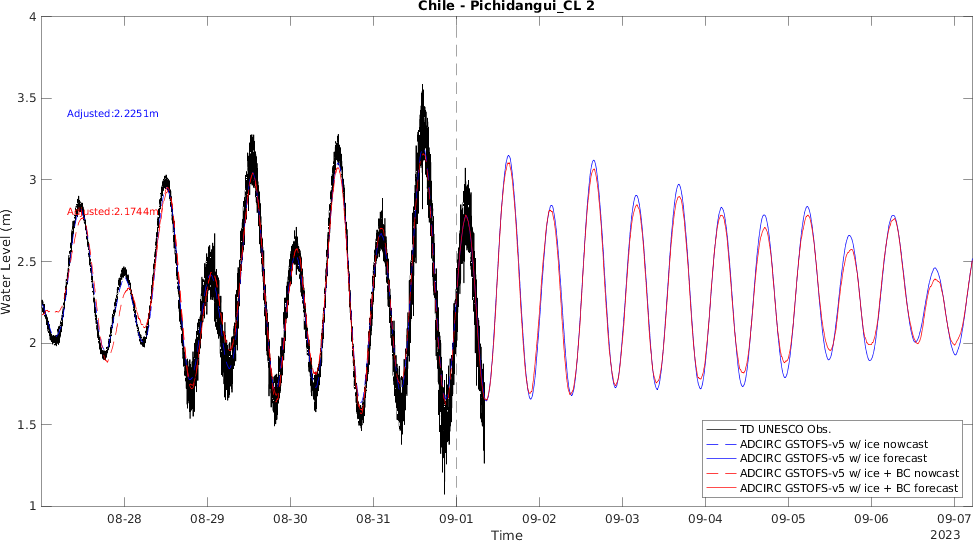 Chile - Pichidangui_CL 2
4
3.5
3
2.5
2
1.5
1
Water Level (m)
Adjusted:2.2251m
Adjusted:2.1744m
TD UNESCO Obs.
ADCIRC GSTOFS-v5 w/ ice nowcast
ADCIRC GSTOFS-v5 w/ ice forecast
ADCIRC GSTOFS-v5 w/ ice + BC nowcast
ADCIRC GSTOFS-v5 w/ ice + BC forecast
08-28 08-29 08-30 08-31 09-01 09-02 09-03 09-04 09-05 09-06 09-07
Time
2023